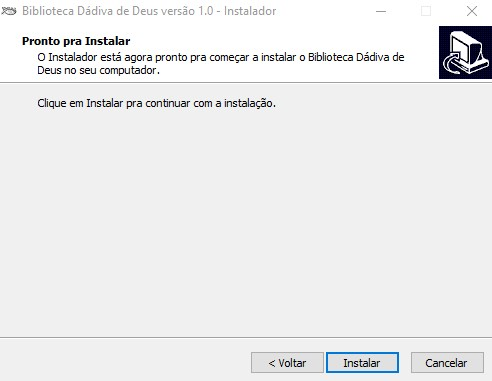 Biblioteca Dádiva de Deus versão 1.0 - Instalador
Pronto pra Instalar
O Instalador está agora pronto pra começar a instalar o Biblioteca Dádiva de
Deus no seu computador.
Clique em Instalar pra continuar com a instalação.
< Voltar
Instalar
Cancelar